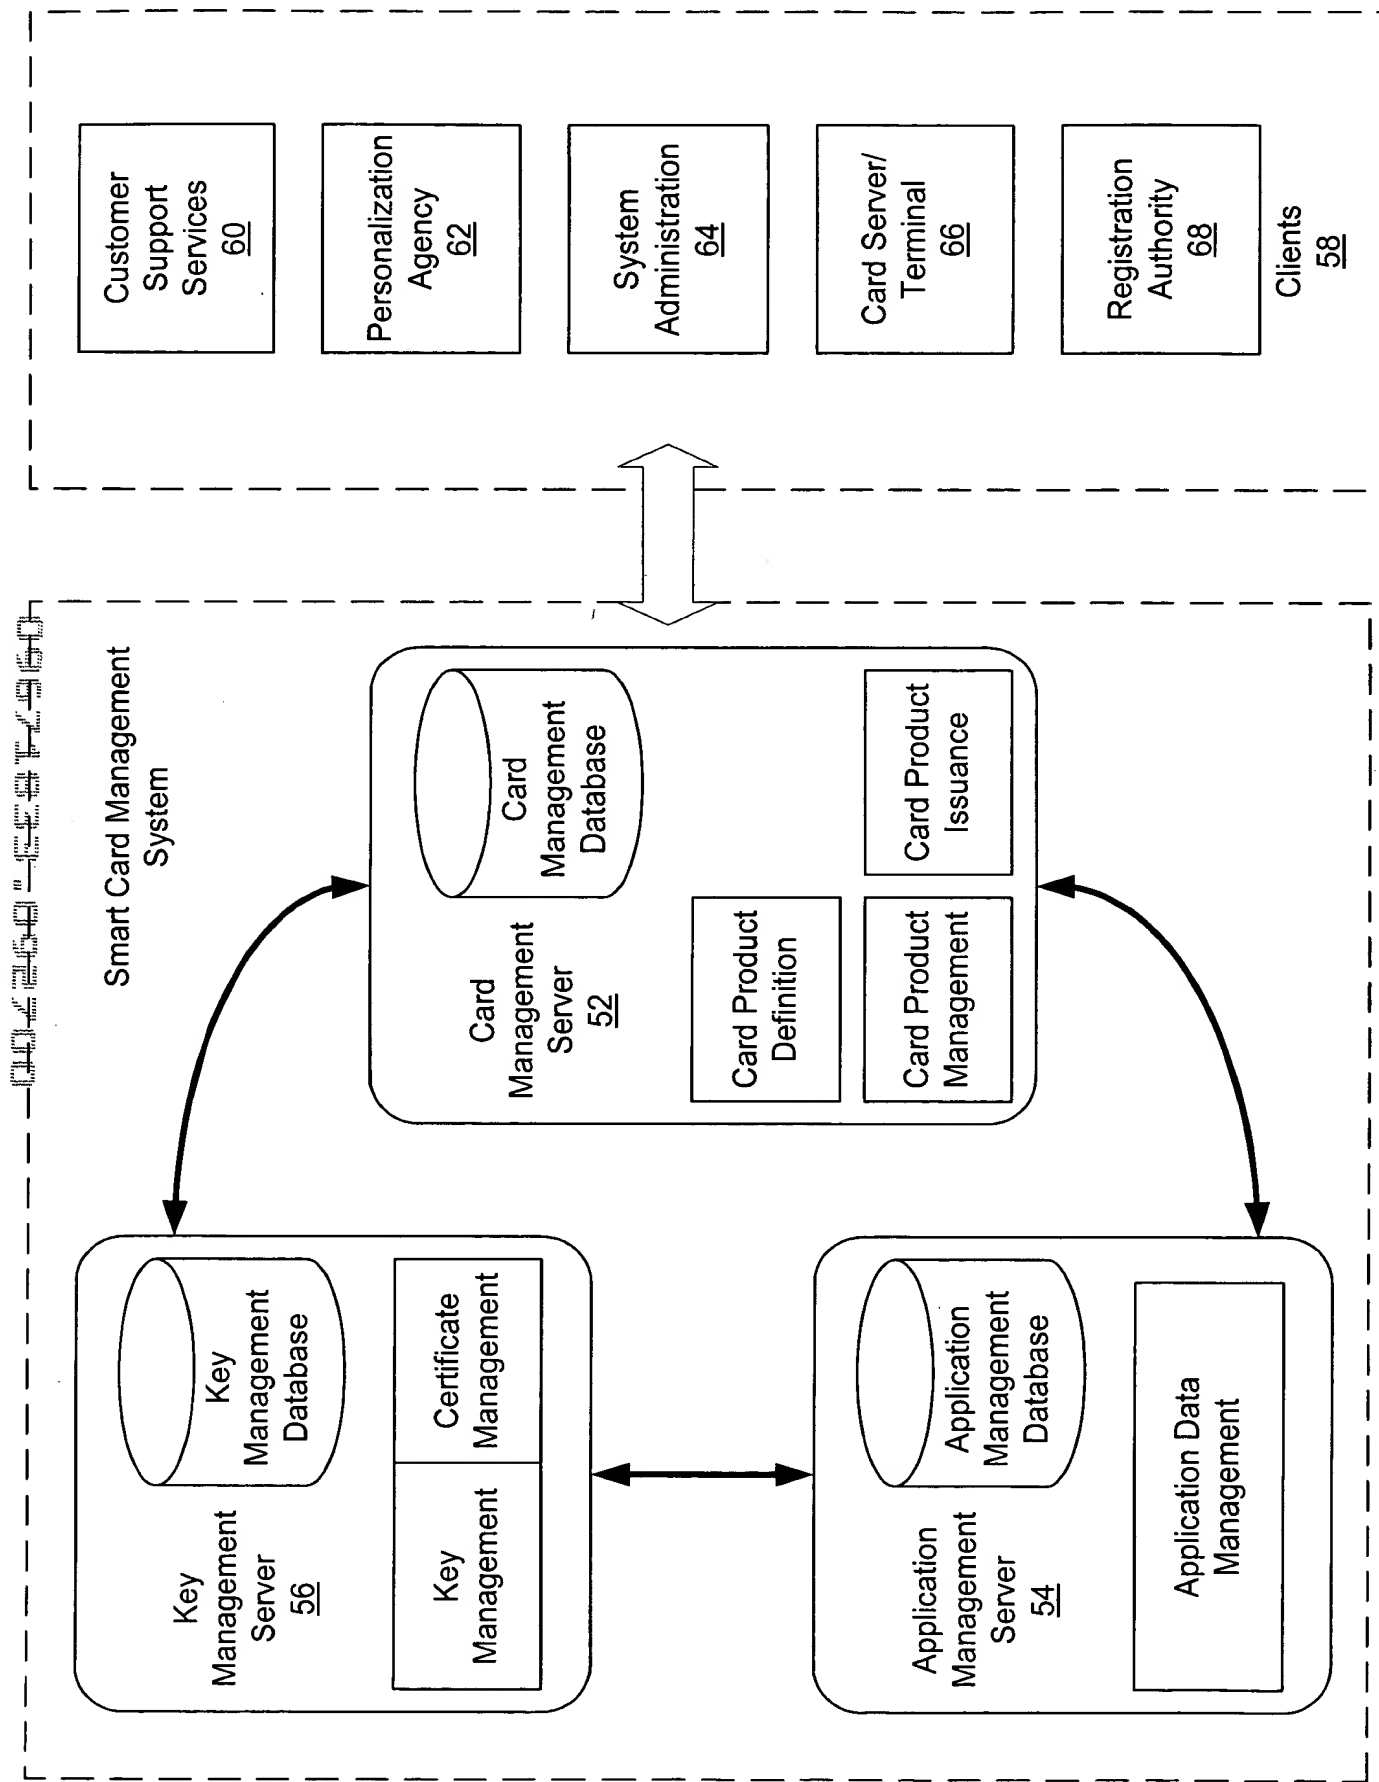 09671833.092700
Smart Card Management
System
Key
Management
Server
56
Key
Management
Database
Key
Management
Certificate
Management
Card
Management
Server
52
Card
Management
Database
Card Product
Definition
Card Product
Management
Card Product
Issuance
Application
Management
Server
54
Application
Management
Database
Application Data
Management
Customer
Support
Services
60
Personalization
Agency
62
System
Administration
64
Card Server/
Terminal
66
Registration
Authority
68
Clients
58